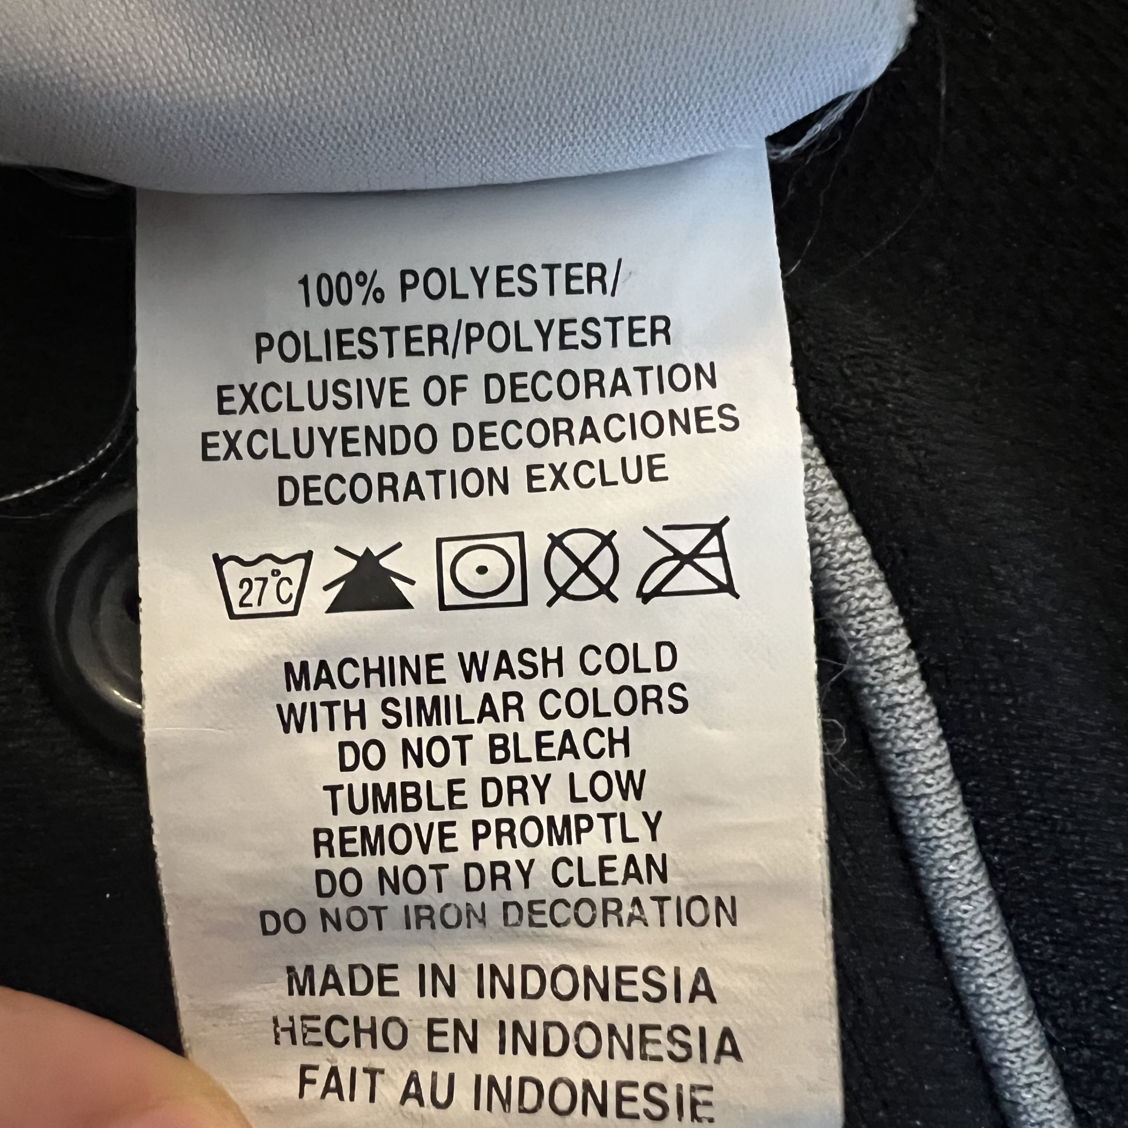 100% POLYESTER/
POLIESTER/POLYESTER
EXCLUSIVE OF DECORATION
EXCLUYENDO DECORACIONES
DECORATION EXCLUE
27°C
MACHINE WASH COLD
WITH SIMILAR COLORS
DO NOT BLEACH
TUMBLE DRY LOW
REMOVE PROMPTLY
DO NOT DRY CLEAN
DO NOT IRON DECORATION
MADE IN INDONESIA
HECHO EN INDONESIA
FAIT AU INDONESIE